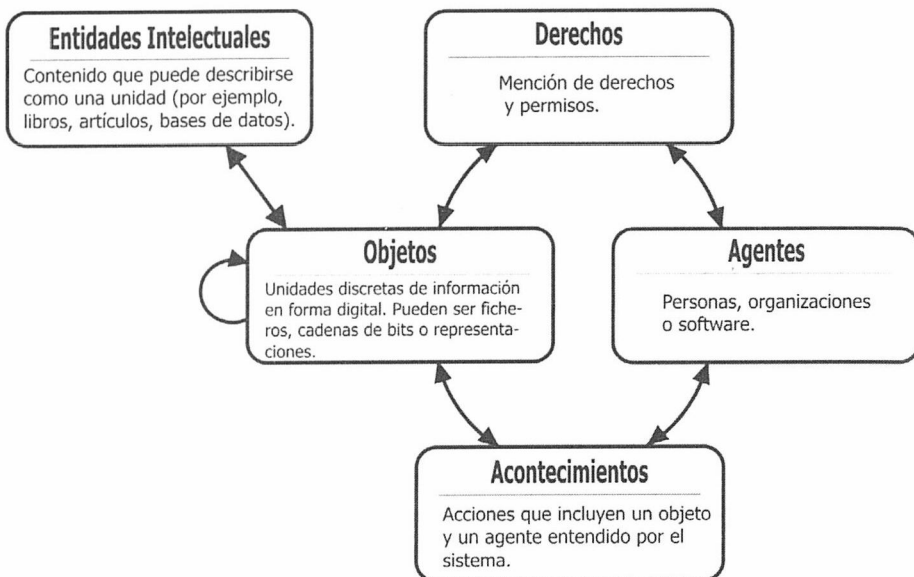 Entidades Intelectuales
Contenido que puede describirse
como una unidad (por ejemplo,
libros, artículos, bases de datos).
Derechos
Mención de derechos
y permisos.
Objetos
Unidades discretas de información
en forma digital. Pueden ser fiche-
ros, cadenas de bits o representa-
ciones.
Agentes
Personas, organizaciones
o software.
Acontecimientos
Acciones que incluyen un objeto
y un agente entendido por el
sistema.